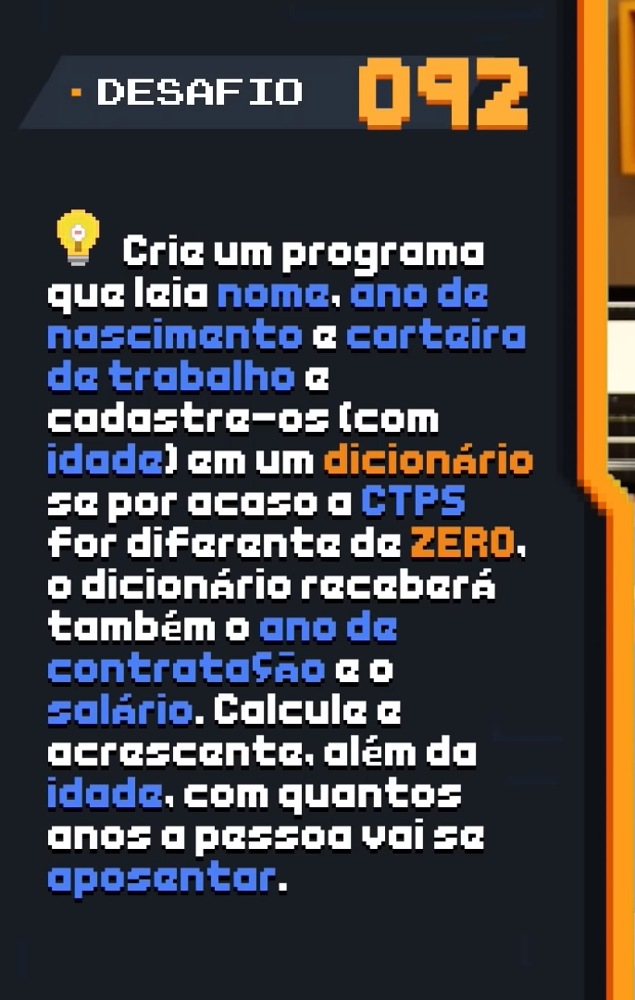 DESAFIO 092
Crie um programa
que leia nome, ano de
nascimento e carteira
de trabalho e
cadastre-os (com
idade) em um dicionário
se por acaso a CTPS
for diferente de ZERO,
o dicionário receberá
também o ano de
contratação e o
salário. Calcule e
acrescente, além da
idade, com quantos
anos a pessoa vai se
aposentar.